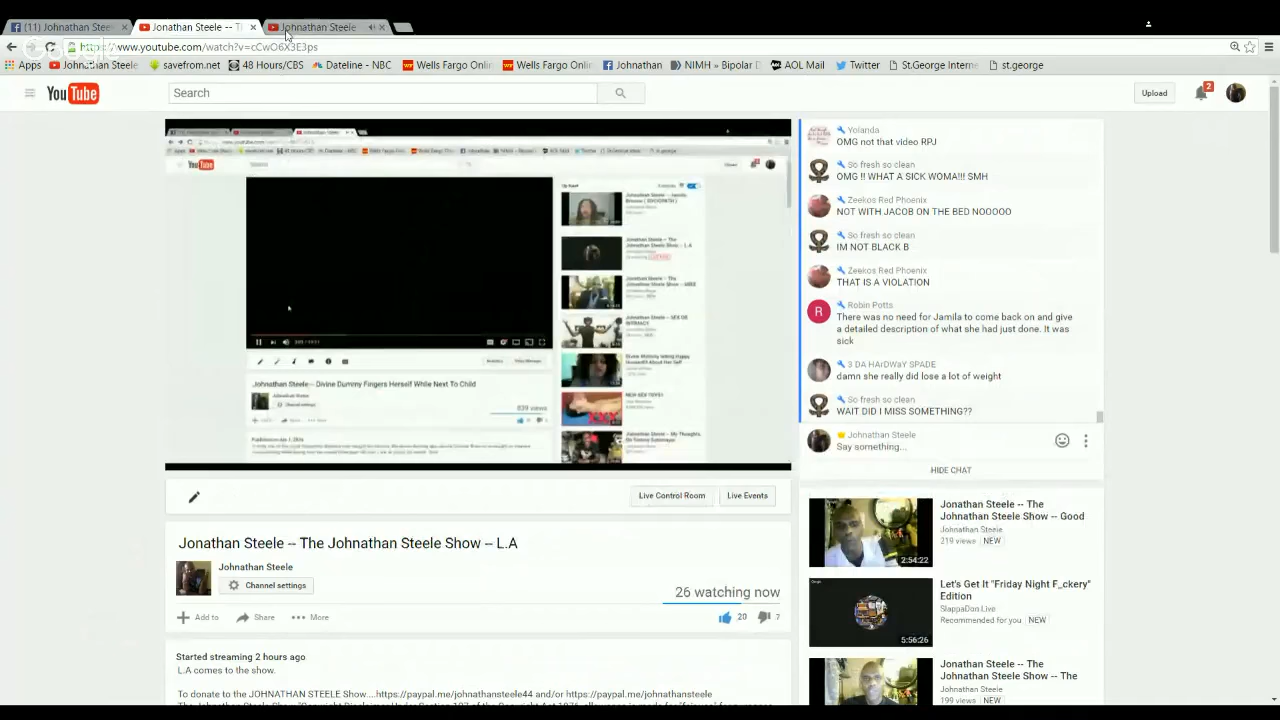 (11) Johnathan Steele
Jonathan Steele -- T
Johnathan Steele
https://www.youtube.com/watch?v=cCwO6X3E3ps
Apps
Johnathan Steele
savefrom.net
48 Hours/CBS
Dateline - NBC
Wells Fargo Onli
Wells Fargo Onli
Johnathan
NIMH » Bipolar D
AOL Mail
Twitter
St.George Interne
st.george
YouTube
Search
Upload
2
YouTube
Johnathan Steele -- Divine Dummy Fingers Herself While Next To Child
839 views
Yolanda
OMG not that video RPJ
So fresh so clean
OMG !! WHAT A SICK WOMA!!! SMH
Zeekos Red Phoenix
NOT WITH JACOB ON THE BED NOOOOO
So fresh so clean
IM NOT BLACK B
Zeekos Red Phoenix
THAT IS A VIOLATION
R
Robin Potts
There was no need for Jamila to come back on and give
a detailed description of what she had just done. It was
sick
3 DA HArDWaY SPADE
damn she really did lose a lot of weight
So fresh so clean
WAIT DID I MISS SOMETHING??
Johnathan Steele
Say something...
HIDE CHAT
Live Control Room
Live Events
Jonathan Steele -- The Johnathan Steele Show -- L.A
Johnathan Steele
Channel settings
26 watching now
Add to
Share
More
20
7
Started streaming 2 hours ago
L.A comes to the show.
To donate to the JOHNATHAN STEELE Show....https://paypal.me/johnathansteele44 and/or https://paypal.me/johnathansteele
Jonathan Steele -- The
Johnathan Steele Show -- Good
Johnathan Steele
219 views
NEW
2:54:22
Let's Get It "Friday Night F_ckery"
Edition
SlappaDon Live
Recommended for you
NEW
5:56:26
Jonathan Steele -- The
Johnathan Steele Show -- The
Johnathan Steele
199 views
NEW